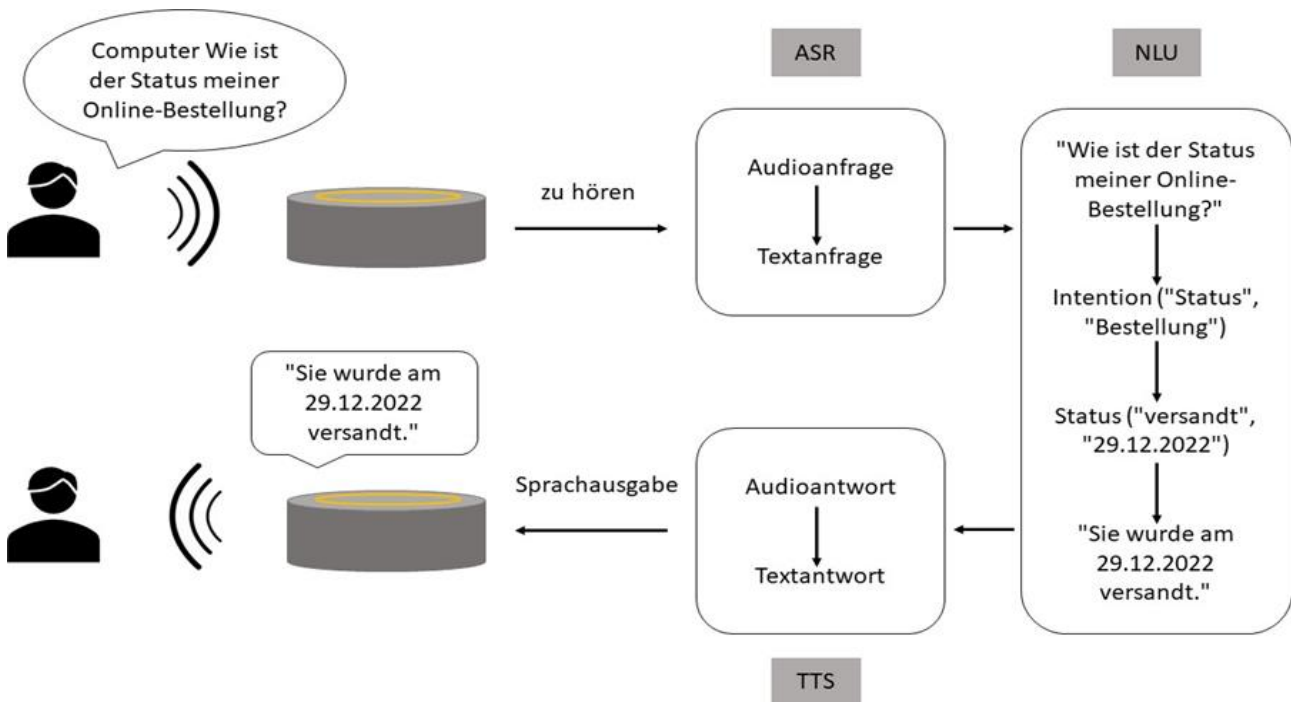 Computer Wie ist
der Status meiner
Online-Bestellung?
zu hören
ASR
Audioanfrage
Textanfrage
NLU
"Wie ist der Status
meiner Online-
Bestellung?"
Intention ("Status",
"Bestellung")
Status ("versandt",
"29.12.2022")
"Sie wurde am
29.12.2022
versandt."
Audioantwort
Textantwort
TTS
Sprachausgabe
"Sie wurde am
29.12.2022
versandt."